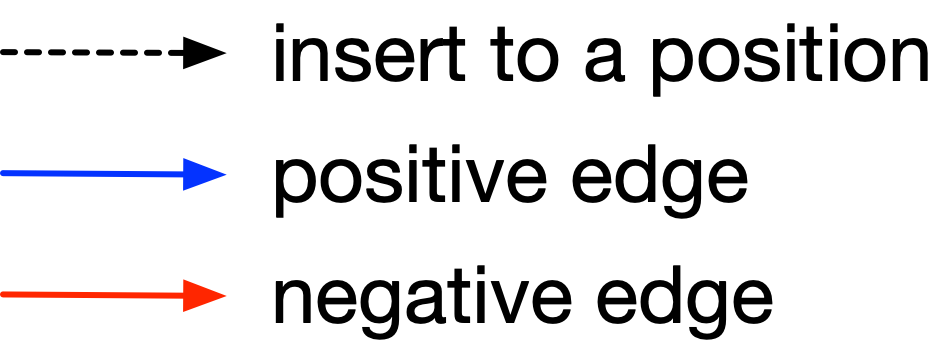 insert to a position
positive edge
negative edge